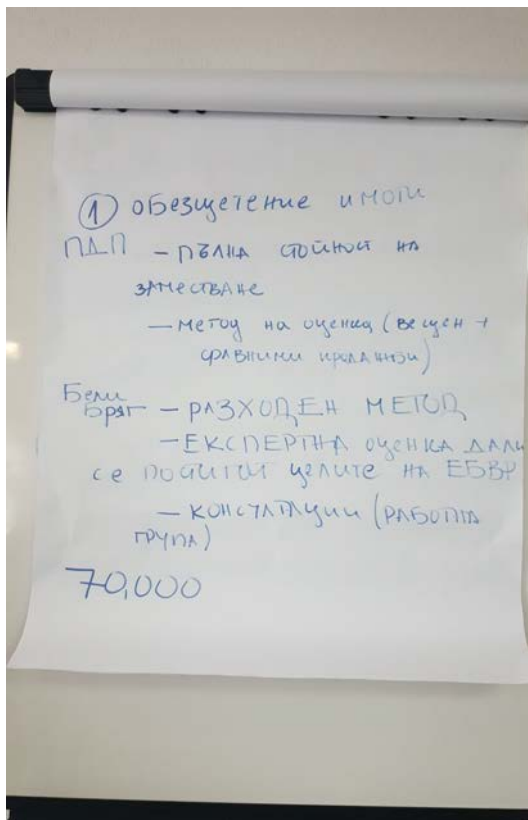 ① Обезщетение имоти
ПДП – пълна стойност на
заместване
– метод на оценка (вещен +
сравними продажби)
Бели
Бряг – РАЗХОДЕН МЕТОД
– ЕКСПЕРТНА оценка дали
се постигат целите на ЕБВР
– консултации (работна
група)
70,000